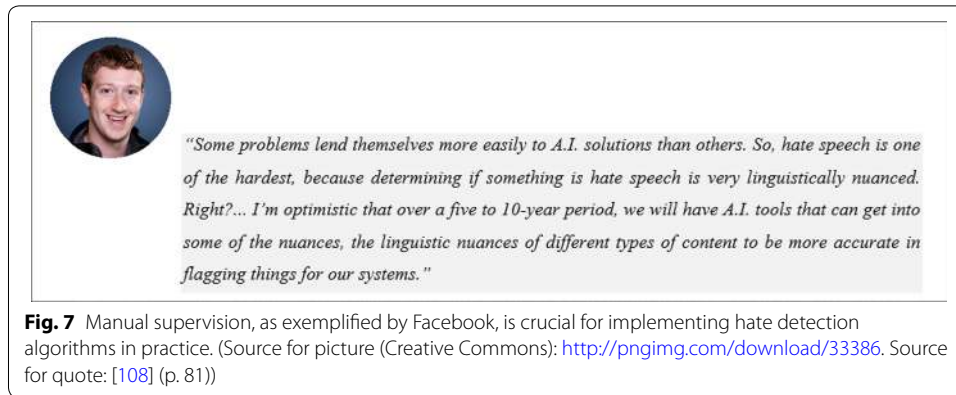 “Some problems lend themselves more easily to A.I. solutions than others. So, hate speech is one
of the hardest, because determining if something is hate speech is very linguistically nuanced.
Right?... I’m optimistic that over a five to 10-year period, we will have A.I. tools that can get into
some of the nuances, the linguistic nuances of different types of content to be more accurate in
flagging things for our systems.”
Fig. 7 Manual supervision, as exemplified by Facebook, is crucial for implementing hate detection
algorithms in practice. (Source for picture (Creative Commons): http://pngimg.com/download/33386. Source
for quote: [108] (p. 81))